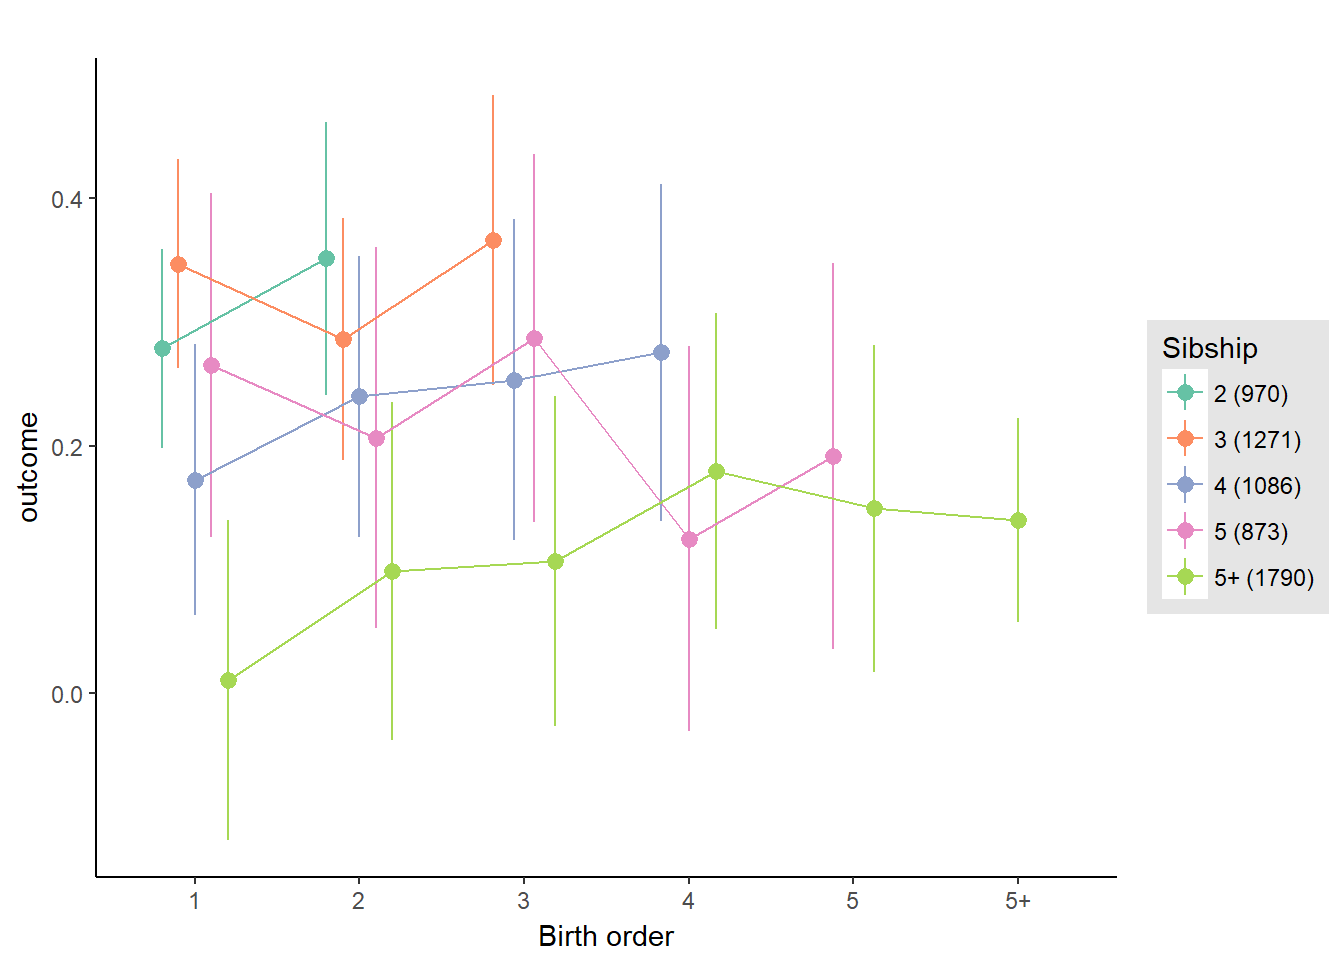 0.4
0.2
0.0
outcome
1 2 3 4 5 5+
Birth order
Sibship
2 (970)
3 (1271)
4 (1086)
5 (873)
5+ (1790)